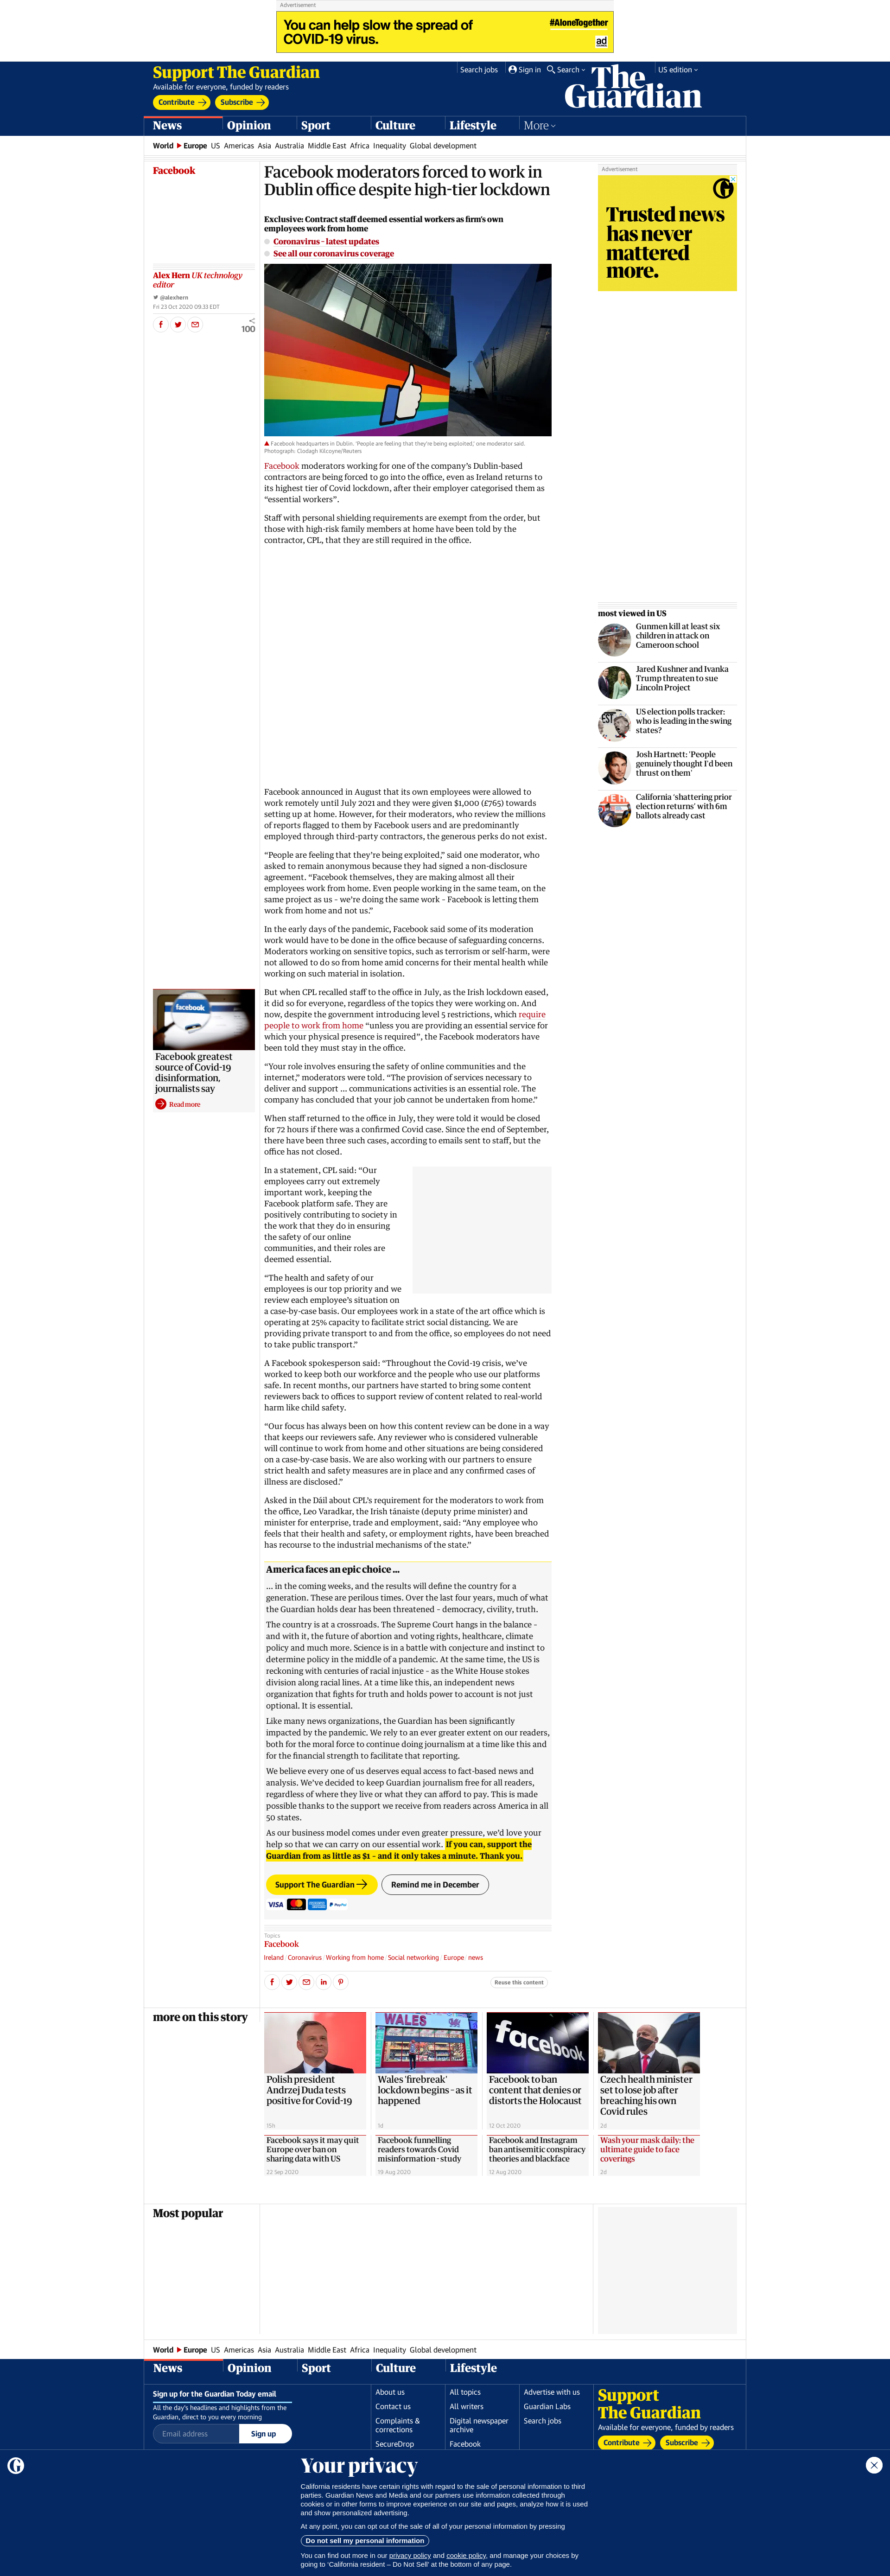 Advertisement
You can help slow the spread of
COVID-19 virus.
#AloneTogether
ad
Support The Guardian
Available for everyone, funded by readers
Contribute
Subscribe
Search jobs
Sign in
Search
US edition
The
Guardian
News
Opinion
Sport
Culture
Lifestyle
More
World
Europe
US
Americas
Asia
Australia
Middle East
Africa
Inequality
Global development
Facebook
Facebook moderators forced to work in
Dublin office despite high-tier lockdown
Exclusive: Contract staff deemed essential workers as firm's own
employees work from home
Coronavirus – latest updates
See all our coronavirus coverage
Advertisement
Trusted news
has never
mattered
more.
Alex Hern UK technology
editor
@alexhern
Fri 23 Oct 2020 09.33 EDT
100
Facebook headquarters in Dublin. 'People are feeling that they're being exploited,' one moderator said.
Photograph: Clodagh Kilcoyne/Reuters
Facebook moderators working for one of the company's Dublin-based
contractors are being forced to go into the office, even as Ireland returns to
its highest tier of Covid lockdown, after their employer categorised them as
“essential workers”.
Staff with personal shielding requirements are exempt from the order, but
those with high-risk family members at home have been told by the
contractor, CPL, that they are still required in the office.
most viewed in US
Gunmen kill at least six
children in attack on
Cameroon school
Jared Kushner and Ivanka
Trump threaten to sue
Lincoln Project
US election polls tracker:
who is leading in the swing
states?
Josh Hartnett: 'People
genuinely thought I'd been
thrust on them'
California 'shattering prior
election returns' with 6m
ballots already cast
Facebook announced in August that its own employees were allowed to
work remotely until July 2021 and they were given $1,000 (£765) towards
setting up at home. However, for their moderators, who review the millions
of reports flagged to them by Facebook users and are predominantly
employed through third-party contractors, the generous perks do not exist.
“People are feeling that they're being exploited,” said one moderator, who
asked to remain anonymous because they had signed a non-disclosure
agreement. “Facebook themselves, they are making almost all their
employees work from home. Even people working in the same team, on the
same project as us – we're doing the same work – Facebook is letting them
work from home and not us.”
In the early days of the pandemic, Facebook said some of its moderation
work would have to be done in the office because of safeguarding concerns.
Moderators working on sensitive topics, such as terrorism or self-harm, were
not allowed to do so from home amid concerns for their mental health while
working on such material in isolation.
But when CPL recalled staff to the office in July, as the Irish lockdown eased,
it did so for everyone, regardless of the topics they were working on. And
now, despite the government introducing level 5 restrictions, which require
people to work from home “unless you are providing an essential service for
which your physical presence is required”, the Facebook moderators have
been told they must stay in the office.
facebook
Facebook greatest
source of Covid-19
disinformation,
journalists say
Read more
“Your role involves ensuring the safety of online communities and the
internet,” moderators were told. “The provision of services necessary to
deliver and support … communications activities is an essential role. The
company has concluded that your job cannot be undertaken from home.”
When staff returned to the office in July, they were told it would be closed
for 72 hours if there was a confirmed Covid case. Since the end of September,
there have been three such cases, according to emails sent to staff, but the
office has not closed.
In a statement, CPL said: “Our
employees carry out extremely
important work, keeping the
Facebook platform safe. They are
positively contributing to society in
the work that they do in ensuring
the safety of our online
communities, and their roles are
deemed essential.
“The health and safety of our
employees is our top priority and we
review each employee's situation on
a case-by-case basis. Our employees work in a state of the art office which is
operating at 25% capacity to facilitate strict social distancing. We are
providing private transport to and from the office, so employees do not need
to take public transport.”
A Facebook spokesperson said: “Throughout the Covid-19 crisis, we've
worked to keep both our workforce and the people who use our platforms
safe. In recent months, our partners have started to bring some content
reviewers back to offices to support review of content related to real-world
harm like child safety.
“Our focus has always been on how this content review can be done in a way
that keeps our reviewers safe. Any reviewer who is considered vulnerable
will continue to work from home and other situations are being considered
on a case-by-case basis. We are also working with our partners to ensure
strict health and safety measures are in place and any confirmed cases of
illness are disclosed.”
Asked in the Dáil about CPL's requirement for the moderators to work from
the office, Leo Varadkar, the Irish tánaiste (deputy prime minister) and
minister for enterprise, trade and employment, said: “Any employee who
feels that their health and safety, or employment rights, have been breached
has recourse to the industrial mechanisms of the state.”
America faces an epic choice ...
... in the coming weeks, and the results will define the country for a
generation. These are perilous times. Over the last four years, much of what
the Guardian holds dear has been threatened – democracy, civility, truth.
The country is at a crossroads. The Supreme Court hangs in the balance –
and with it, the future of abortion and voting rights, healthcare, climate
policy and much more. Science is in a battle with conjecture and instinct to
determine policy in the middle of a pandemic. At the same time, the US is
reckoning with centuries of racial injustice – as the White House stokes
division along racial lines. At a time like this, an independent news
organization that fights for truth and holds power to account is not just
optional. It is essential.
Like many news organizations, the Guardian has been significantly
impacted by the pandemic. We rely to an ever greater extent on our readers,
both for the moral force to continue doing journalism at a time like this and
for the financial strength to facilitate that reporting.
We believe every one of us deserves equal access to fact-based news and
analysis. We've decided to keep Guardian journalism free for all readers,
regardless of where they live or what they can afford to pay. This is made
possible thanks to the support we receive from readers across America in all
50 states.
As our business model comes under even greater pressure, we'd love your
help so that we can carry on our essential work. If you can, support the
Guardian from as little as $1 – and it only takes a minute. Thank you.
Support The Guardian
Remind me in December
VISA
PayPal
Topics
Facebook
Ireland
Coronavirus
Working from home
Social networking
Europe
news
Reuse this content
more on this story
Polish president
Andrzej Duda tests
positive for Covid-19
15h
WALES
Wales 'firebreak'
lockdown begins – as it
happened
1d
facebook
Facebook to ban
content that denies or
distorts the Holocaust
12 Oct 2020
Czech health minister
set to lose job after
breaching his own
Covid rules
2d
Facebook says it may quit
Europe over ban on
sharing data with US
22 Sep 2020
Facebook funnelling
readers towards Covid
misinformation - study
19 Aug 2020
Facebook and Instagram
ban antisemitic conspiracy
theories and blackface
12 Aug 2020
Wash your mask daily: the
ultimate guide to face
coverings
2d
Most popular
World
Europe
US
Americas
Asia
Australia
Middle East
Africa
Inequality
Global development
News
Opinion
Sport
Culture
Lifestyle
Sign up for the Guardian Today email
All the day's headlines and highlights from the
Guardian, direct to you every morning
Email address
Sign up
About us
Contact us
Complaints &
corrections
SecureDrop
All topics
All writers
Digital newspaper
archive
Facebook
Advertise with us
Guardian Labs
Search jobs
Support
The Guardian
Available for everyone, funded by readers
Contribute
Subscribe
Your privacy
California residents have certain rights with regard to the sale of personal information to third
parties. Guardian News and Media and our partners use information collected through
cookies or in other forms to improve experience on our site and pages, analyze how it is used
and show personalized advertising.
At any point, you can opt out of the sale of all of your personal information by pressing
Do not sell my personal information
You can find out more in our privacy policy and cookie policy, and manage your choices by
going to 'California resident – Do Not Sell' at the bottom of any page.